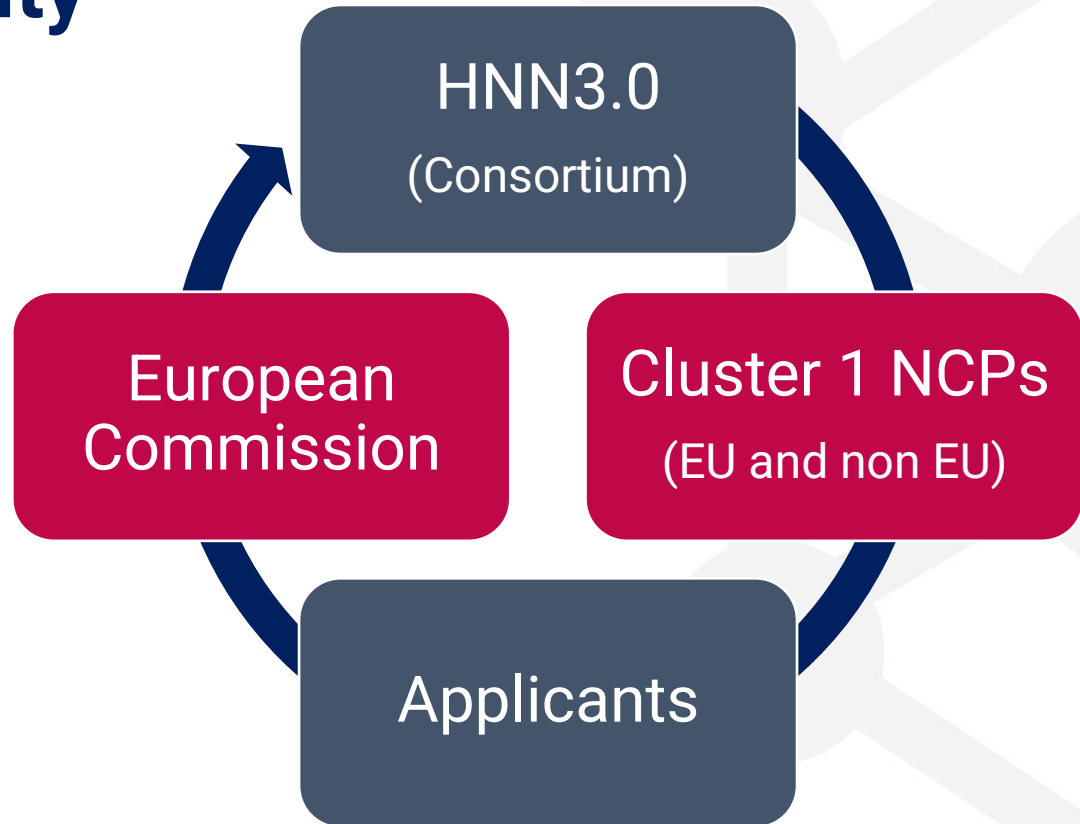 HNN3.0
(Consortium)
European
Commission
Cluster 1 NCPs
(EU and non EU)
Applicants